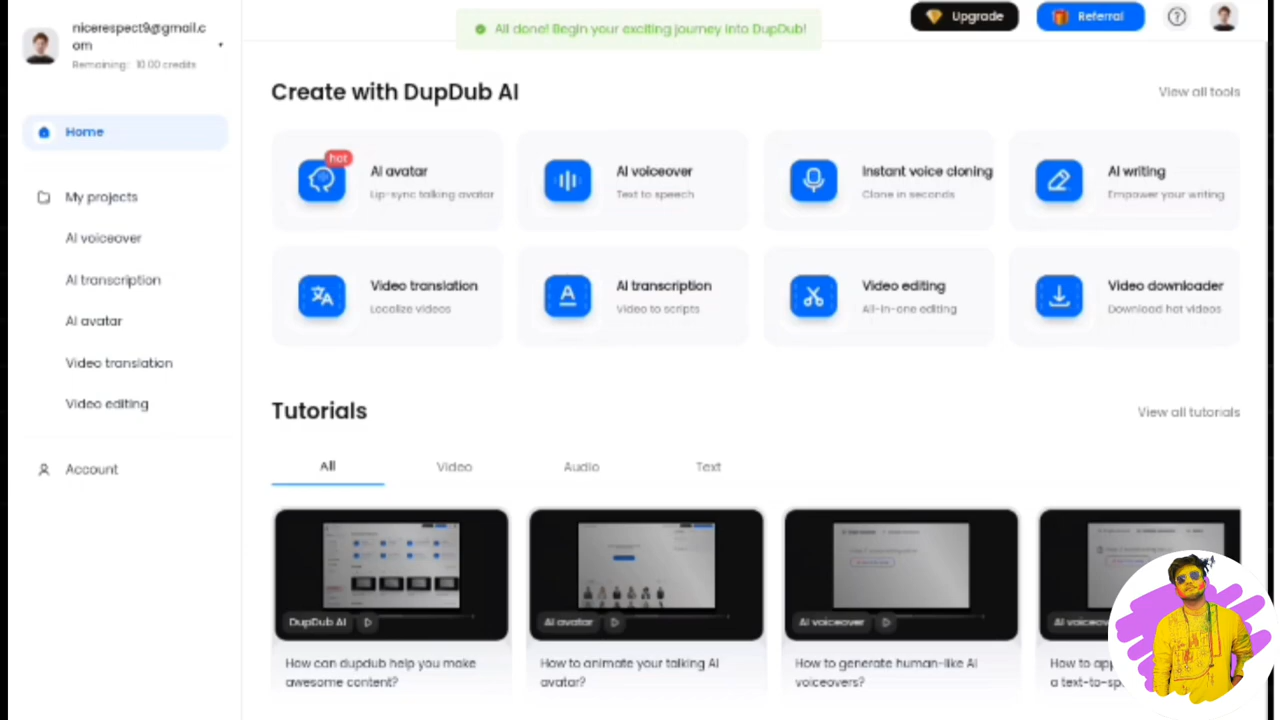 nicerespect9@gmail.c
om
Remaining: 10.00 credits
All done! Begin your exciting journey into DupDub!
Upgrade
Referral
Home
My projects
AI voiceover
AI transcription
AI avatar
Video translation
Video editing
Account
Create with DupDub AI
View all tools
hot
AI avatar
Lip-sync talking avatar
AI voiceover
Text to speech
Instant voice cloning
Clone in seconds
AI writing
Empower your writing
Video translation
Localize videos
AI transcription
Video to scripts
Video editing
All-in-one editing
Video downloader
Download hot videos
Tutorials
View all tutorials
All
Video
Audio
Text
DupDub AI
AI avatar
AI voiceover
AI voiceov
How can dupdub help you make
awesome content?
How to animate your talking AI
avatar?
How to generate human-like AI
voiceovers?
How to ap
a text-to-sp